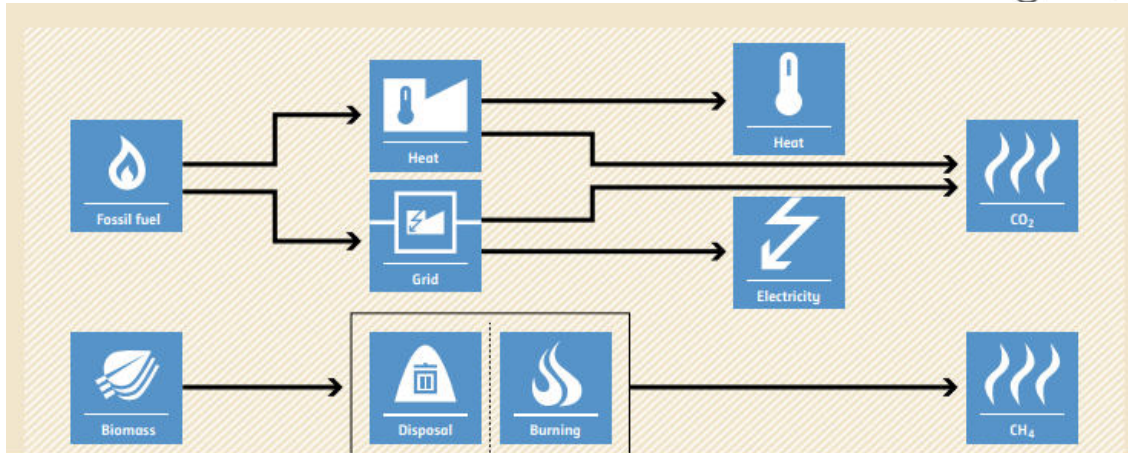 Heat
Heat
Fossil fuel
CO₂
Grid
Electricity
Biomass
Disposal
Burning
CH₄